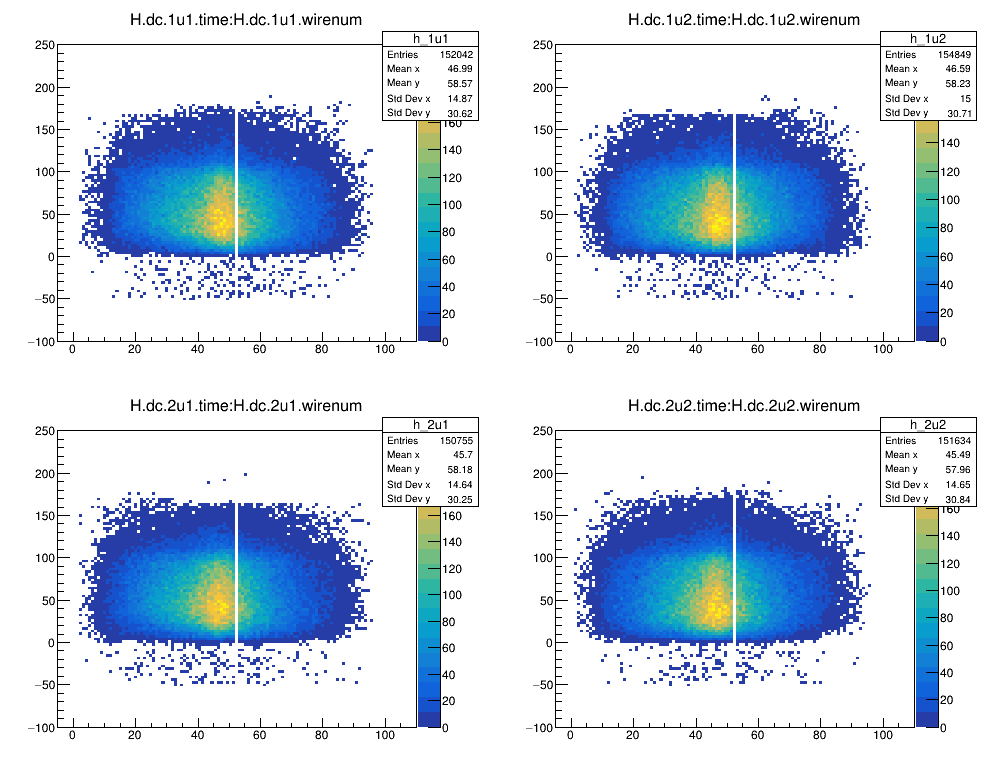 H.dc.1u1.time:H.dc.1u1.wirenum
h_1u1
Entries 152042
Mean x 46.99
Mean y 58.57
Std Dev x 14.87
Std Dev y 30.62
250
200
150
100
50
0
−50
−100
0 20 40 60 80 100
160
140
120
100
80
60
40
20
0
H.dc.1u2.time:H.dc.1u2.wirenum
h_1u2
Entries 154849
Mean x 46.59
Mean y 58.23
Std Dev x 15
Std Dev y 30.71
250
200
150
100
50
0
−50
−100
0 20 40 60 80 100
140
120
100
80
60
40
20
0
H.dc.2u1.time:H.dc.2u1.wirenum
h_2u1
Entries 150755
Mean x 45.7
Mean y 58.18
Std Dev x 14.64
Std Dev y 30.25
250
200
150
100
50
0
−50
−100
0 20 40 60 80 100
160
140
120
100
80
60
40
20
0
H.dc.2u2.time:H.dc.2u2.wirenum
h_2u2
Entries 151634
Mean x 45.49
Mean y 57.96
Std Dev x 14.65
Std Dev y 30.84
250
200
150
100
50
0
−50
−100
0 20 40 60 80 100
160
140
120
100
80
60
40
20
0